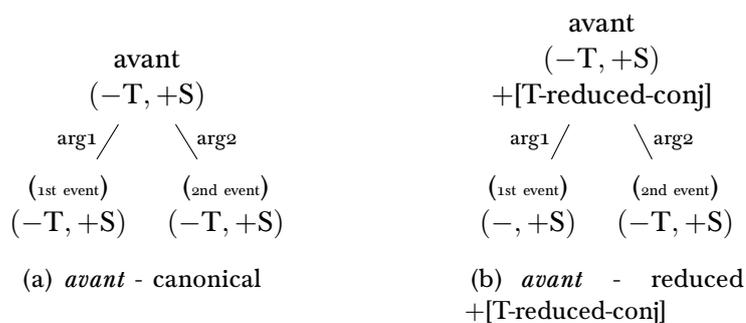 avant
(−T, +S)
arg1 arg2
(1st event) (2nd event)
(−T, +S) (−T, +S)
(a) avant - canonical
avant
(−T, +S)
+[T-reduced-conj]
arg1 arg2
(1st event) (2nd event)
(−, +S) (−T, +S)
(b) avant - reduced
+[T-reduced-conj]